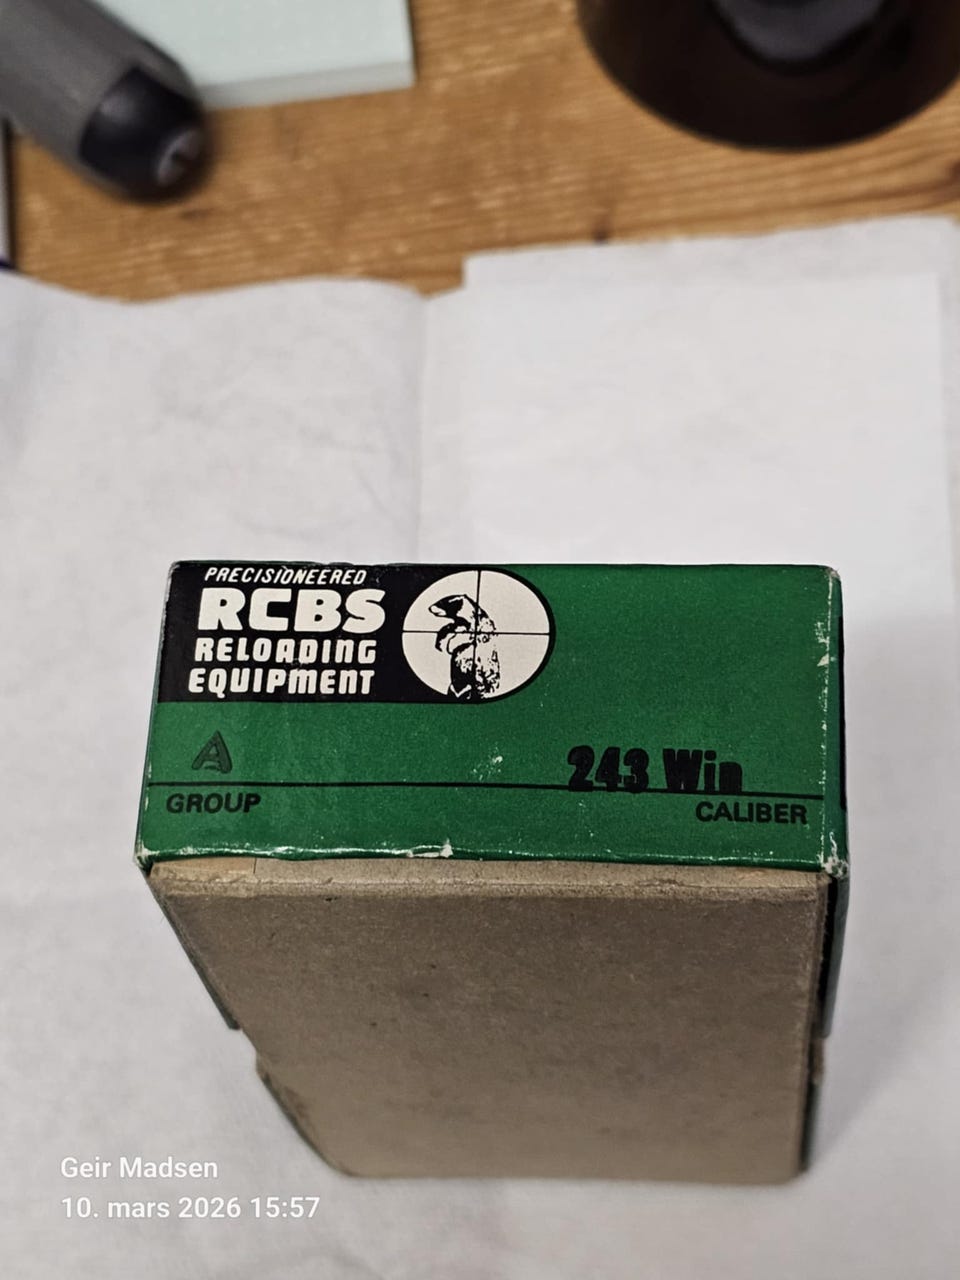 PRECISIONEERED
RCBS
RELOADING
EQUIPMENT
A
243 Win
GROUP
CALIBER
Geir Madsen
10. mars 2026 15:57